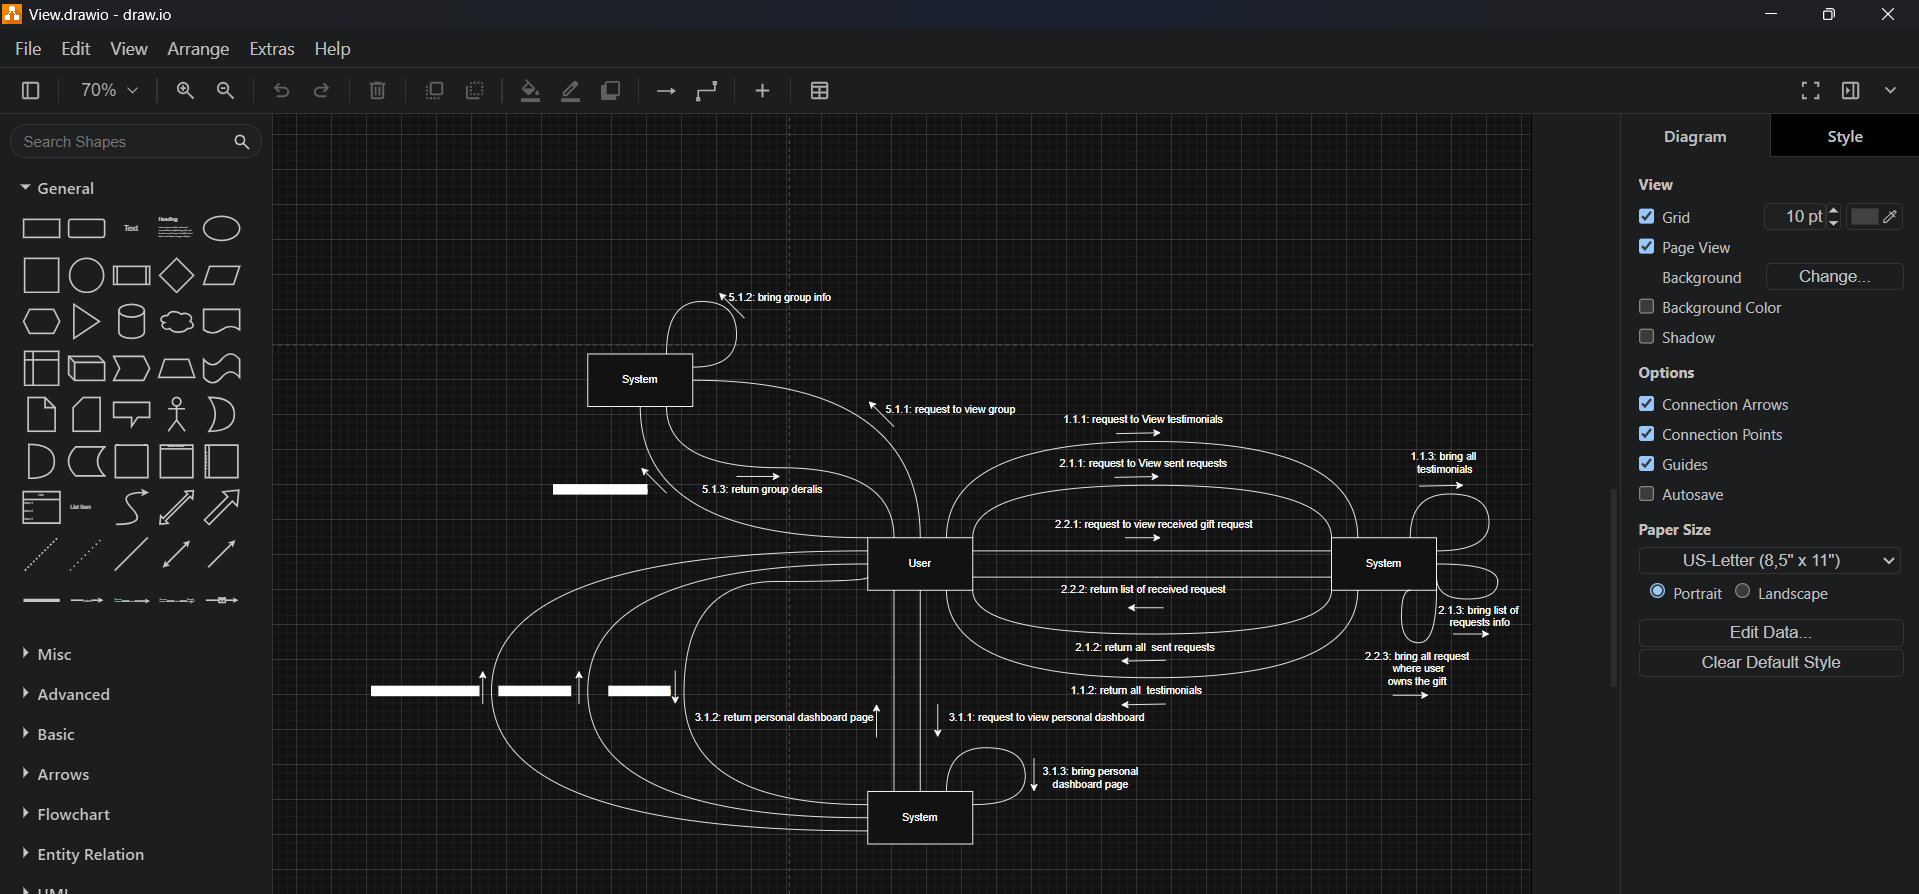 View.drawio - draw.io
File Edit View Arrange Extras Help
70%
Search Shapes
General
Text
Heading
List Item
Misc
Advanced
Basic
Arrows
Flowchart
Entity Relation
UML
5.1.2: bring group info
System
5.1.1: request to view group
5.1.3: return group deralis
1.1.1: request to View testimonials
2.1.1: request to View sent requests
2.2.1: request to view received gift request
1.1.3: bring all
testimonials
User
System
2.2.2: return list of received request
2.1.3: bring list of
requests info
2.1.2: return all sent requests
2.2.3: bring all request
where user
owns the gift
1.1.2: return all testimonials
3.1.2: return personal dashboard page
3.1.1: request to view personal dashboard
3.1.3: bring personal
dashboard page
System
Diagram Style
View
Grid 10 pt
Page View
Background Change...
Background Color
Shadow
Options
Connection Arrows
Connection Points
Guides
Autosave
Paper Size
US-Letter (8,5" x 11")
Portrait Landscape
Edit Data...
Clear Default Style